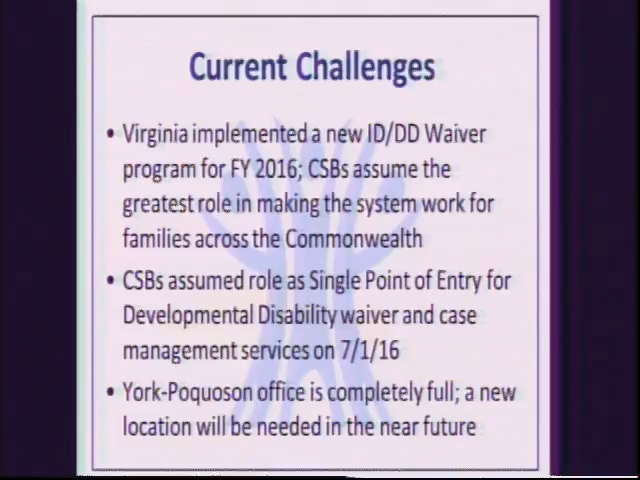 Current Challenges
• Virginia implemented a new ID/DD Waiver
program for FY 2016; CSBs assume the
greatest role in making the system work for
families across the Commonwealth
• CSBs assumed role as Single Point of Entry for
Developmental Disability waiver and case
management services on 7/1/16
• York-Poquoson office is completely full; a new
location will be needed in the near future